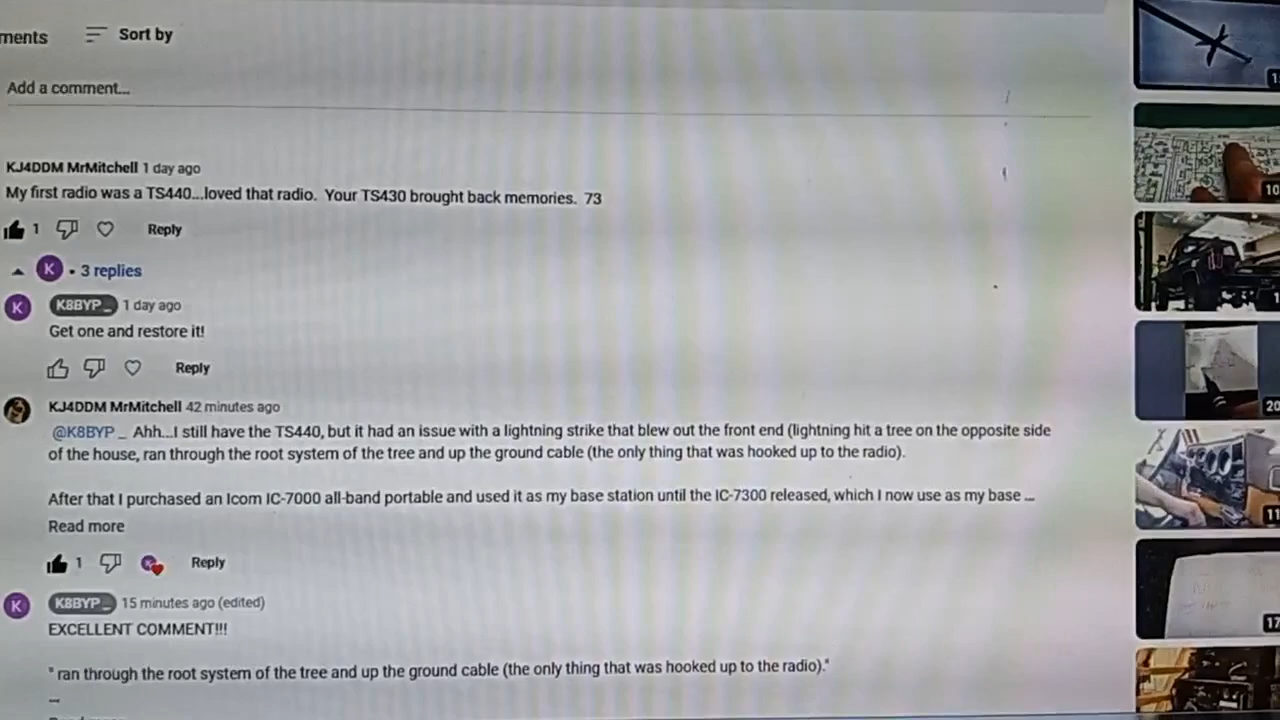 ments Sort by
Add a comment...
KJ4DDM MrMitchell 1 day ago
My first radio was a TS440...loved that radio. Your TS430 brought back memories. 73
1 Reply
K • 3 replies
K K8BYP_ 1 day ago
Get one and restore it!
Reply
KJ4DDM MrMitchell 42 minutes ago
@K8BYP_ Ahh...I still have the TS440, but it had an issue with a lightning strike that blew out the front end (lightning hit a tree on the opposite side
of the house, ran through the root system of the tree and up the ground cable (the only thing that was hooked up to the radio).
After that I purchased an Icom IC-7000 all-band portable and used it as my base station until the IC-7300 released, which I now use as my base ...
Read more
1 Reply
K K8BYP_ 15 minutes ago (edited)
EXCELLENT COMMENT!!!
" ran through the root system of the tree and up the ground cable (the only thing that was hooked up to the radio)."
...
1
10
20
11
17